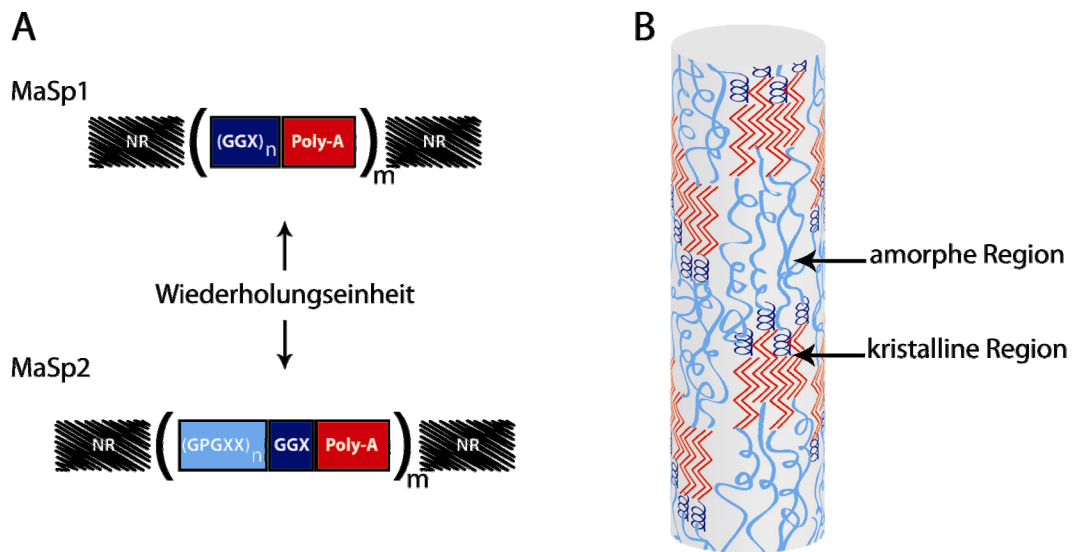 A
MaSp1
NR ( (GGX)n Poly-A )m NR
Wiederholungseinheit
MaSp2
NR ( (GPGXX)n GGX Poly-A )m NR
B
amorphe Region
kristalline Region